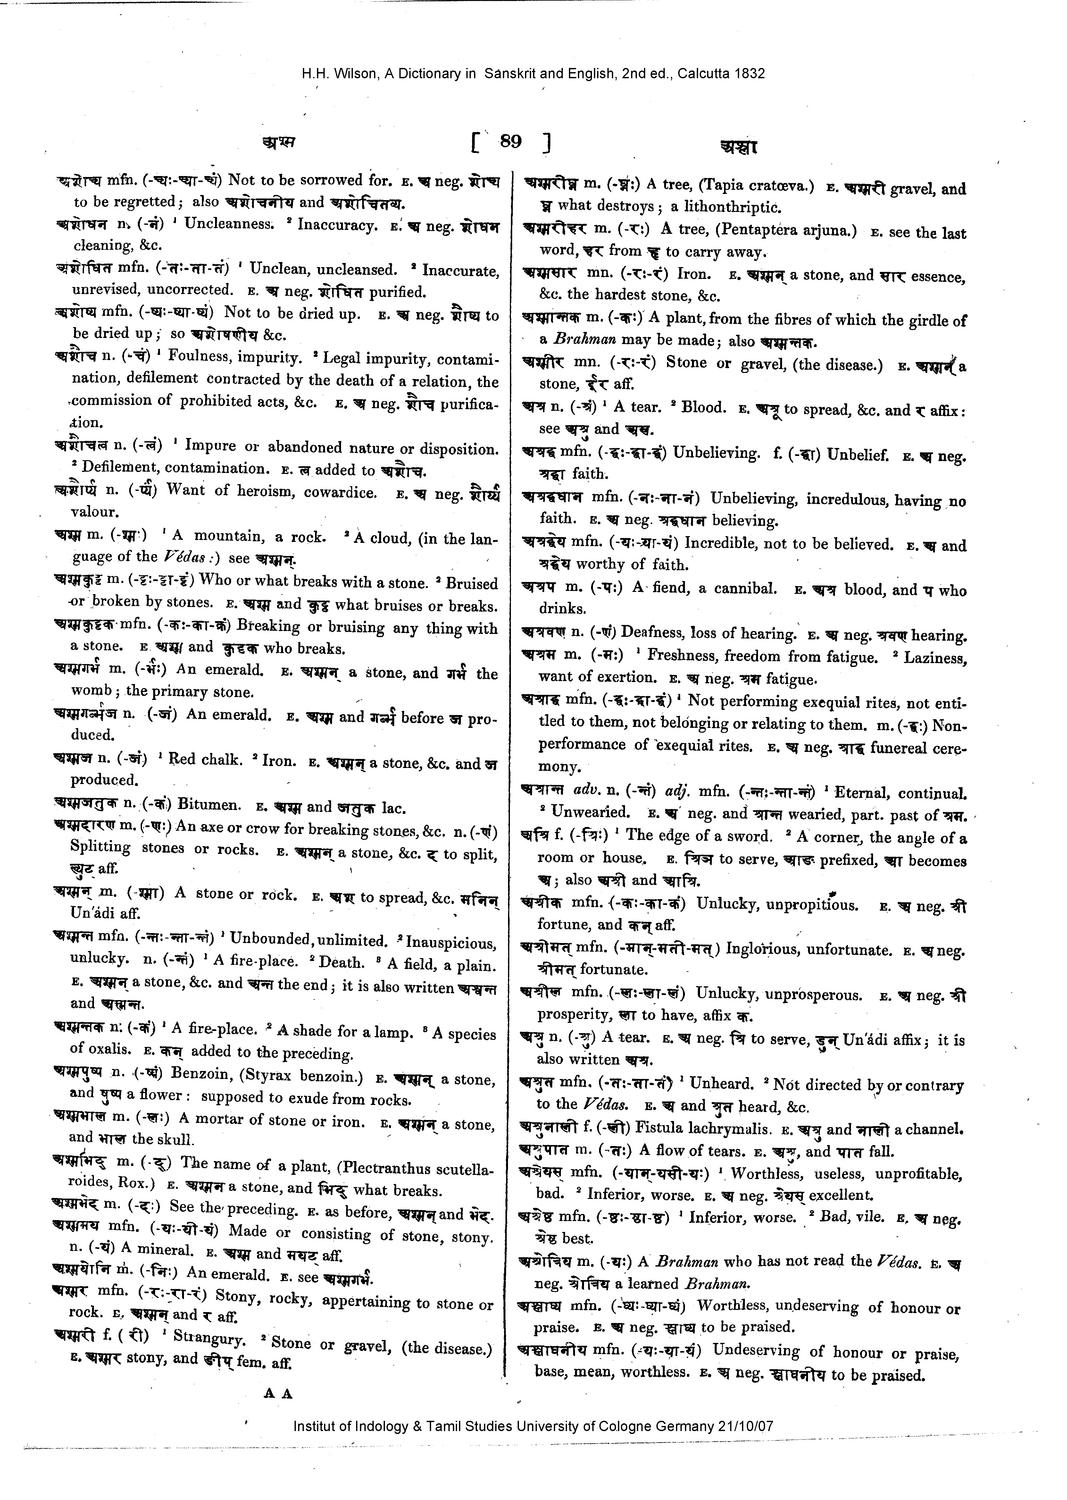 H.H. Wilson, A Dictionary in Sanskrit and English, 2nd ed., Calcutta 1832
अश्म [ 89 ] अश्ला
अशोच्य mfn. (-च्यः-च्या-च्यं) Not to be sorrowed for. E. अ neg. शोच्य
to be regretted; also अशोचनीय and अशोचितव्य.
अशोधन n. (-नं) ¹ Uncleanness. ² Inaccuracy. E. अ neg. शोधन
cleaning, &c.
अशोधित mfn. (-तः-ता-तं) ¹ Unclean, uncleansed. ² Inaccurate,
unrevised, uncorrected. E. अ neg. शोधित purified.
अशोष्य mfn. (-ष्यः-ष्या-ष्यं) Not to be dried up. E. अ neg. शोष्य to
be dried up; so अशोषणीय &c.
अशौच n. (-चं) ¹ Foulness, impurity. ² Legal impurity, contami-
nation, defilement contracted by the death of a relation, the
commission of prohibited acts, &c. E. अ neg. शौच purifica-
tion.
अशौचत्व n. (-त्वं) ¹ Impure or abandoned nature or disposition.
² Defilement, contamination. E. त्व added to अशौच.
अशौर्य्य n. (-र्य्यं) Want of heroism, cowardice. E. अ neg. शौर्य्य
valour.
अश्म m. (-श्मः) ¹ A mountain, a rock. ² A cloud, (in the lan-
guage of the Védas:) see अश्मन्.
अश्मकुट्ट m. (-ट्टः-ट्टा-ट्टं) Who or what breaks with a stone. ² Bruised
or broken by stones. E. अश्म and कुट्ट what bruises or breaks.
अश्मकुट्टक mfn. (-कः-का-कं) Breaking or bruising any thing with
a stone. E. अश्म and कुट्टक who breaks.
अश्मगर्भ m. (-र्भः) An emerald. E. अश्मन् a stone, and गर्भ the
womb; the primary stone.
अश्मगर्भज n. (-जं) An emerald. E. अश्म and गर्भ before ज pro-
duced.
अश्मज n. (-जं) ¹ Red chalk. ² Iron. E. अश्मन् a stone, &c. and ज
produced.
अश्मजतुक n. (-कं) Bitumen. E. अश्म and जतुक lac.
अश्मदारण m. (-णः) An axe or crow for breaking stones, &c. n. (-णं)
Splitting stones or rocks. E. अश्मन् a stone, &c. दॄ to split,
ल्युट् aff.
अश्मन् m. (-श्मा) A stone or rock. E. अश to spread, &c. मनिन्
Un'ádi aff.
अश्मन्त mfn. (-न्तः-न्ता-न्तं) ¹ Unbounded, unlimited. ² Inauspicious,
unlucky. n. (-न्तं) ¹ A fire-place. ² Death. ³ A field, a plain.
E. अश्मन् a stone, &c. and अन्त the end; it is also written अश्वन्त
and अस्मन्त.
अश्मन्तक n. (-कं) ¹ A fire-place. ² A shade for a lamp. ³ A species
of oxalis. E. कन् added to the preceding.
अश्मपुष्प n. (-ष्पं) Benzoin, (Styrax benzoin.) E. अश्मन् a stone,
and पुष्प a flower: supposed to exude from rocks.
अश्मभाल m. (-लः) A mortar of stone or iron. E. अश्मन् a stone,
and भाल the skull.
अश्मभिद् m. (-द्) The name of a plant, (Plectranthus scutella-
roides, Rox.) E. अश्मन् a stone, and भिद् what breaks.
अश्मभेद m. (-दः) See the preceding. E. as before, अश्मन् and भेद.
अश्ममय mfn. (-यः-यी-यं) Made or consisting of stone, stony.
n. (-यं) A mineral. E. अश्म and मयट् aff.
अश्मयोनि m. (-निः) An emerald. E. see अश्मगर्भ.
अश्मर mfn. (-रः-रा-रं) Stony, rocky, appertaining to stone or
rock. E. अश्मन् and र aff.
अश्मरी f. (री) ¹ Strangury. ² Stone or gravel, (the disease.)
E. अश्मर stony, and ङीप् fem. aff.
A A
अश्मरीघ्न m. (-घ्नः) A tree, (Tapia cratœva.) E. अश्मरी gravel, and
घ्न what destroys; a lithonthriptic.
अश्मरीहर m. (-रः) A tree, (Pentaptera arjuna.) E. see the last
word, हर from हृ to carry away.
अश्मसार mn. (-रः-रं) Iron. E. अश्मन् a stone, and सार essence,
&c. the hardest stone, &c.
अश्मान्तक m. (-कः) A plant, from the fibres of which the girdle of
a Brahman may be made; also अश्मन्तक.
अश्मीर mn. (-रः-रं) Stone or gravel, (the disease.) E. अश्मन् a
stone, ईर aff.
अश्र n. (-श्रं) ¹ A tear. ² Blood. E. अशू to spread, &c. and र affix:
see अश्रु and अस्र.
अश्रद्ध mfn. (-द्धः-द्धा-द्धं) Unbelieving. f. (-द्धा) Unbelief. E. अ neg.
श्रद्धा faith.
अश्रद्दधान mfn. (-नः-ना-नं) Unbelieving, incredulous, having no
faith. E. अ neg. श्रद्दधान believing.
अश्रद्धेय mfn. (-यः-या-यं) Incredible, not to be believed. E. अ and
श्रद्धेय worthy of faith.
अश्रप m. (-पः) A fiend, a cannibal. E. अश्र blood, and प who
drinks.
अश्रवण n. (-णं) Deafness, loss of hearing. E. अ neg. श्रवण hearing.
अश्रम m. (-मः) ¹ Freshness, freedom from fatigue. ² Laziness,
want of exertion. E. अ neg. श्रम fatigue.
अश्राद्ध mfn. (-द्धः-द्धा-द्धं) ¹ Not performing exequial rites, not enti-
tled to them, not belonging or relating to them. m. (-द्धः) Non-
performance of exequial rites. E. अ neg. श्राद्ध funereal cere-
mony.
अश्रान्त adv. n. (-न्तं) adj. mfn. (-न्तः-न्ता-न्तं) ¹ Eternal, continual.
² Unwearied. E. अ neg. and श्रान्त wearied, part. past of श्रम.
अश्रि f. (-श्रिः) ¹ The edge of a sword. ² A corner, the angle of a
room or house. E. श्रिञ to serve, आङ prefixed, आ becomes
अ; also अश्री and आश्रि.
अश्रीक mfn. (-कः-का-कं) Unlucky, unpropitious. E. अ neg. श्री
fortune, and कन् aff.
अश्रीमत् mfn. (-मान्-मती-मत्) Inglorious, unfortunate. E. अ neg.
श्रीमत् fortunate.
अश्रील mfn. (-लः-ला-लं) Unlucky, unprosperous. E. अ neg. श्री
prosperity, ला to have, affix क.
अश्रु n. (-श्रु) A tear. E. अ neg. श्रि to serve, डुन् Un'ádi affix; it is
also written अश्र.
अश्रुत mfn. (-तः-ता-तं) ¹ Unheard. ² Not directed by or contrary
to the Védas. E. अ and श्रुत heard, &c.
अश्रुनाली f. (-ली) Fistula lachrymalis. E. अश्रु and नाली a channel.
अश्रुपात m. (-तः) A flow of tears. E. अश्रु, and पात fall.
अश्रेयस् mfn. (-यान्-यसी-यः) ¹ Worthless, useless, unprofitable,
bad. ² Inferior, worse. E. अ neg. श्रेयस् excellent.
अश्रेष्ठ mfn. (-ष्ठः-ष्ठा-ष्ठं) ¹ Inferior, worse. ² Bad, vile. E. अ neg.
श्रेष्ठ best.
अश्रोत्रिय m. (-यः) A Brahman who has not read the Védas. E. अ
neg. श्रोत्रिय a learned Brahman.
अश्लाघ्य mfn. (-घ्यः-घ्या-घ्यं) Worthless, undeserving of honour or
praise. E. अ neg. श्लाघ्य to be praised.
अश्लाघनीय mfn. (-यः-या-यं) Undeserving of honour or praise,
base, mean, worthless. E. अ neg. श्लाघनीय to be praised.
Institut of Indology & Tamil Studies University of Cologne Germany 21/10/07